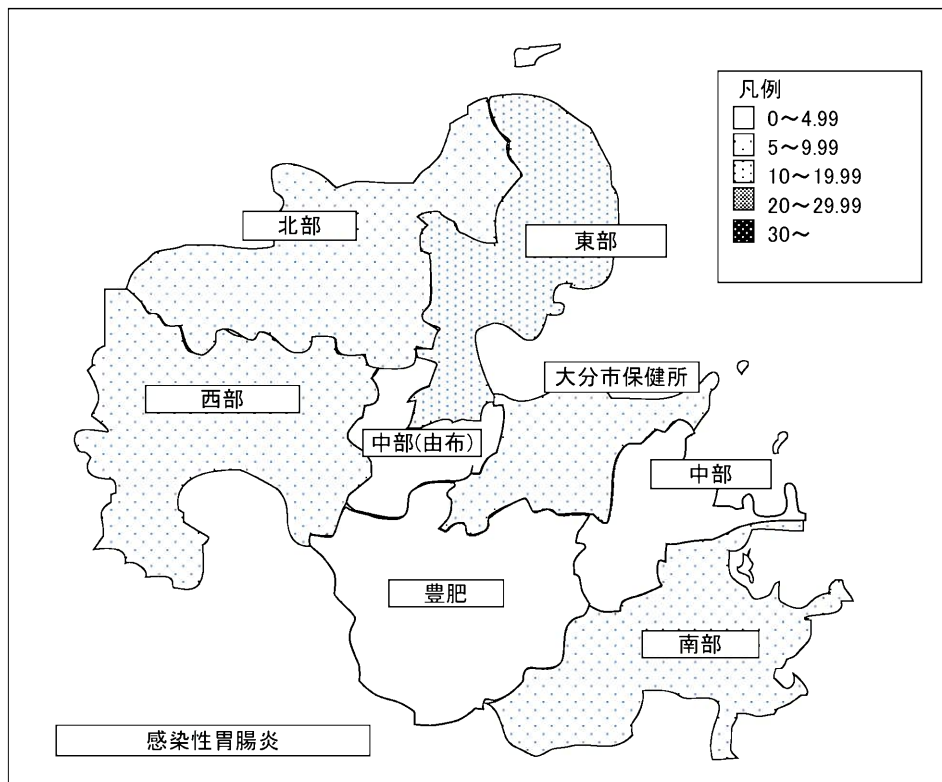 凡例
0～4.99
5～9.99
10～19.99
20～29.99
30～
北部
東部
大分市保健所
西部
中部(由布)
中部
豊肥
南部
感染性胃腸炎